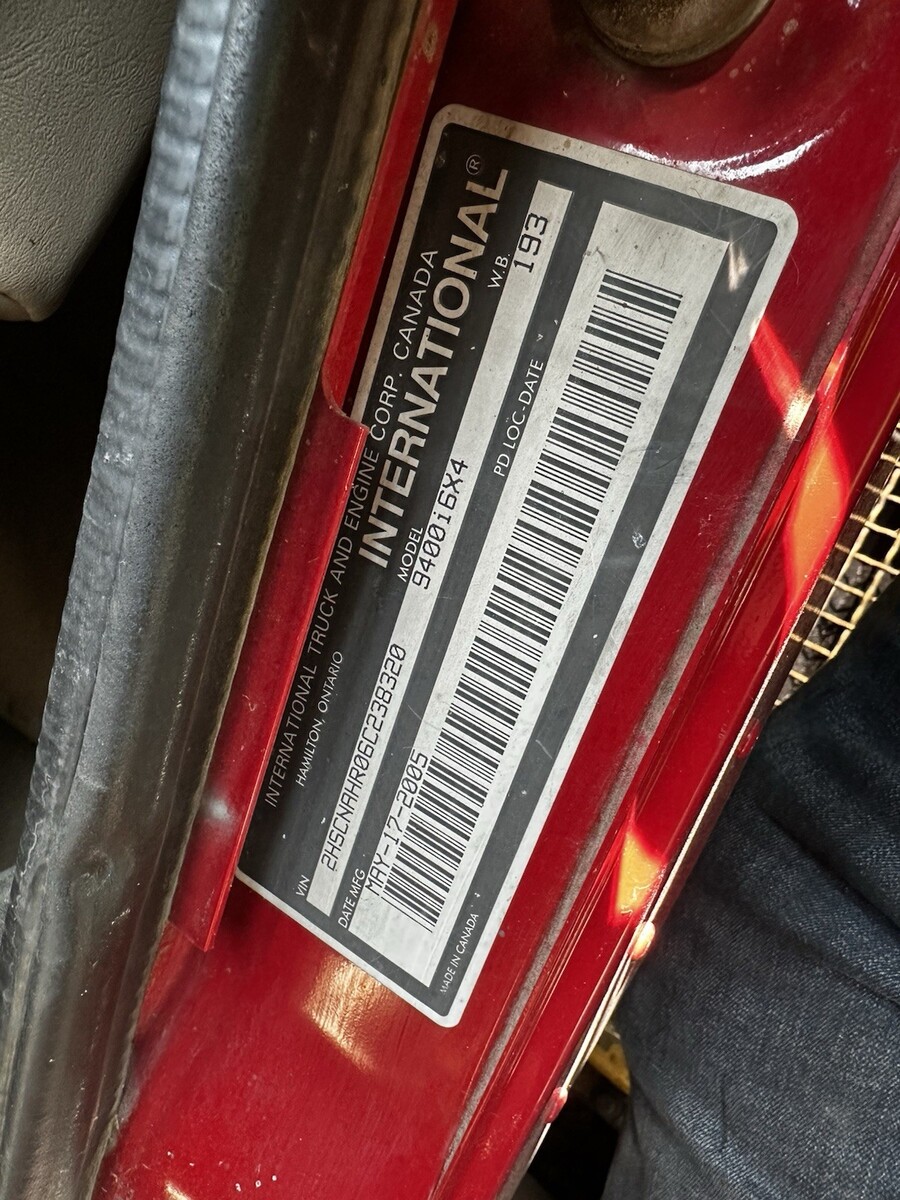 INTERNATIONAL TRUCK AND ENGINE CORP. CANADA
HAMILTON, ONTARIO
INTERNATIONAL®
VIN MODEL W.B.
2HSCNAHR06C238320 9400i6X4 193
DATE MFG. PD LOC-DATE
MAY-17-2005
MADE IN CANADA